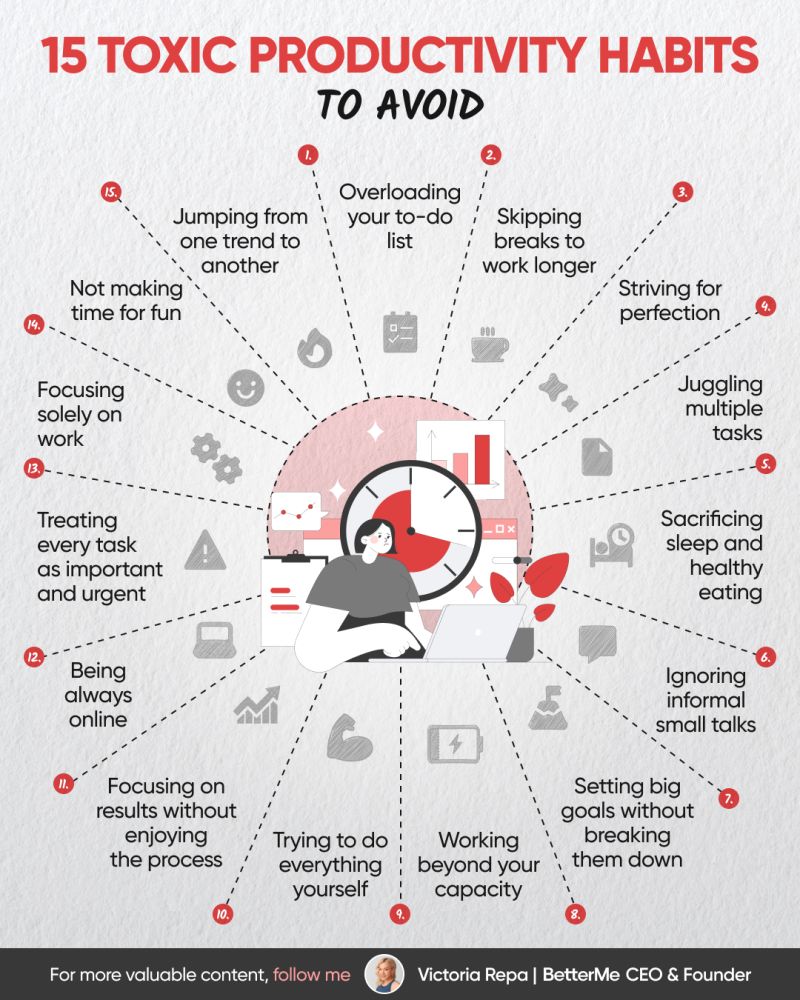 15 TOXIC PRODUCTIVITY HABITS
TO AVOID
1.
Overloading
your to-do
list
2.
Skipping
breaks to
work longer
3.
Striving for
perfection
4.
Juggling
multiple
tasks
5.
Sacrificing
sleep and
healthy
eating
6.
Ignoring
informal
small talks
7.
Setting big
goals without
breaking
them down
8.
Working
beyond your
capacity
9.
Trying to do
everything
yourself
10.
Focusing on
results without
enjoying
the process
11.
Being
always
online
12.
Treating
every task
as important
and urgent
13.
Focusing
solely on
work
14.
Not making
time for fun
15.
Jumping from
one trend to
another
For more valuable content, follow me
Victoria Repa | BetterMe CEO & Founder